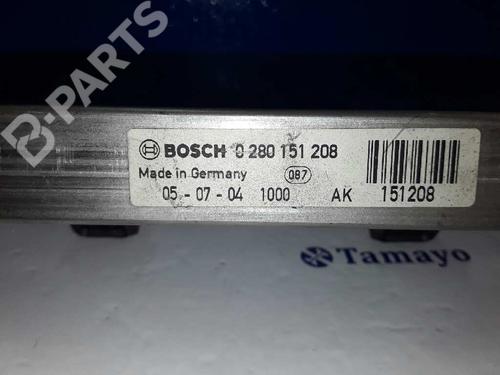 B-PARTS
BOSCH 0 280 151 208
Made in Germany 087
05 - 07 - 04 1000 AK 151208
Tamayo